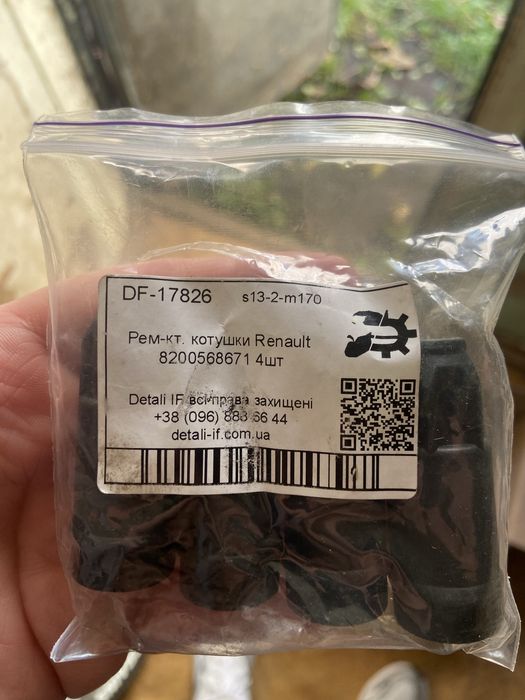 DF-17826 s13-2-m170
Рем-кт. котушки Renault
8200568671 4шт
Detali IF всі права захищені
+38 (096) 883 66 44
detali-if.com.ua